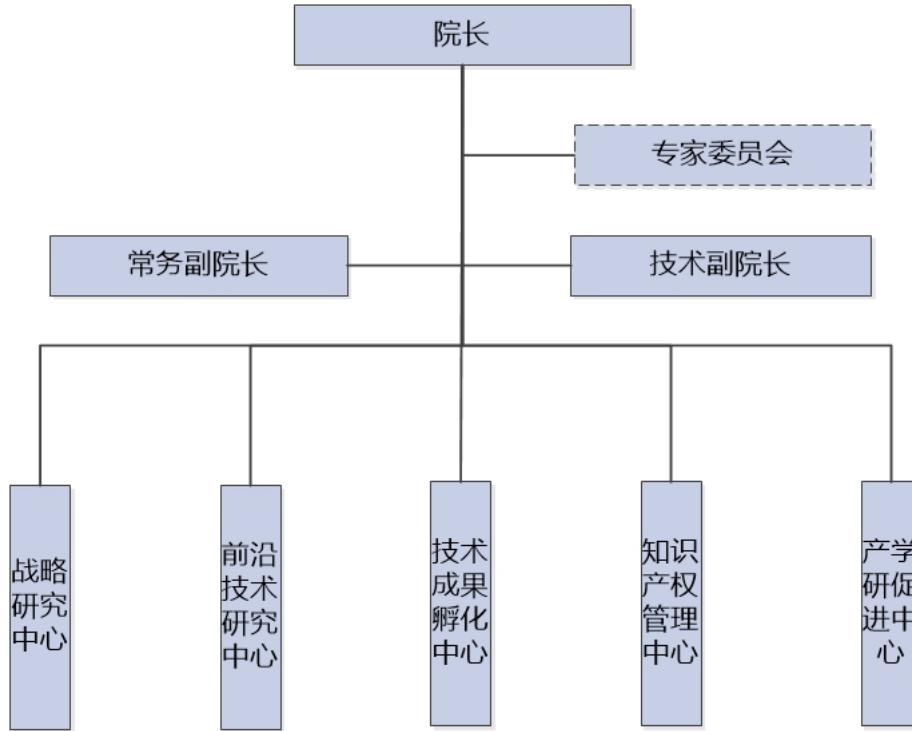 院长
专家委员会
常务副院长
技术副院长
战略
研究
中心
前沿
技术
研究
中心
技术
成果
孵化
中心
知识
产权
管理
中心
产学
研促
进中
心